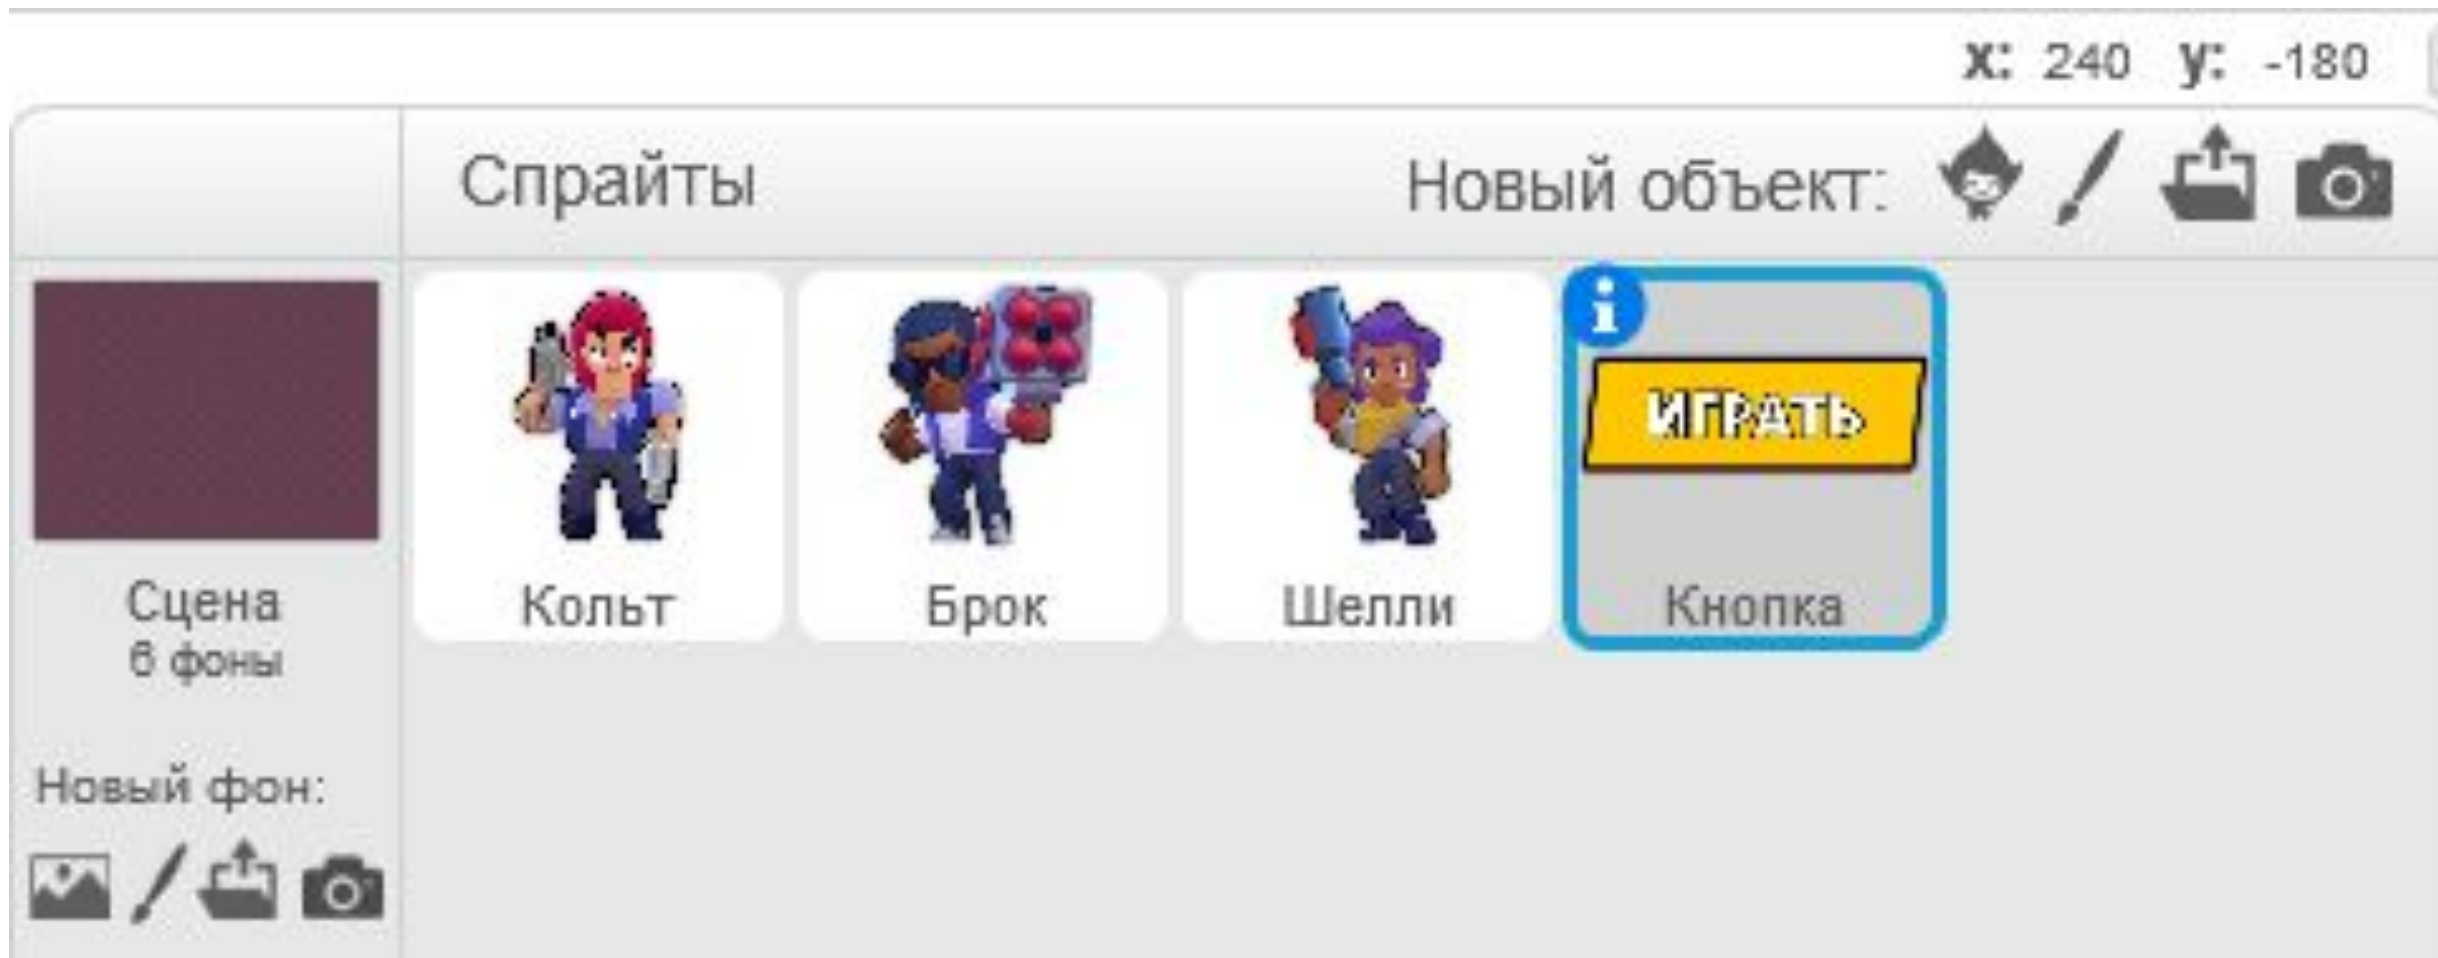 x: 240 y: -180
Спрайты
Новый объект:
ИГРАТЬ
Сцена
6 фоны
Кольт
Брок
Шелли
Кнопка
Новый фон: